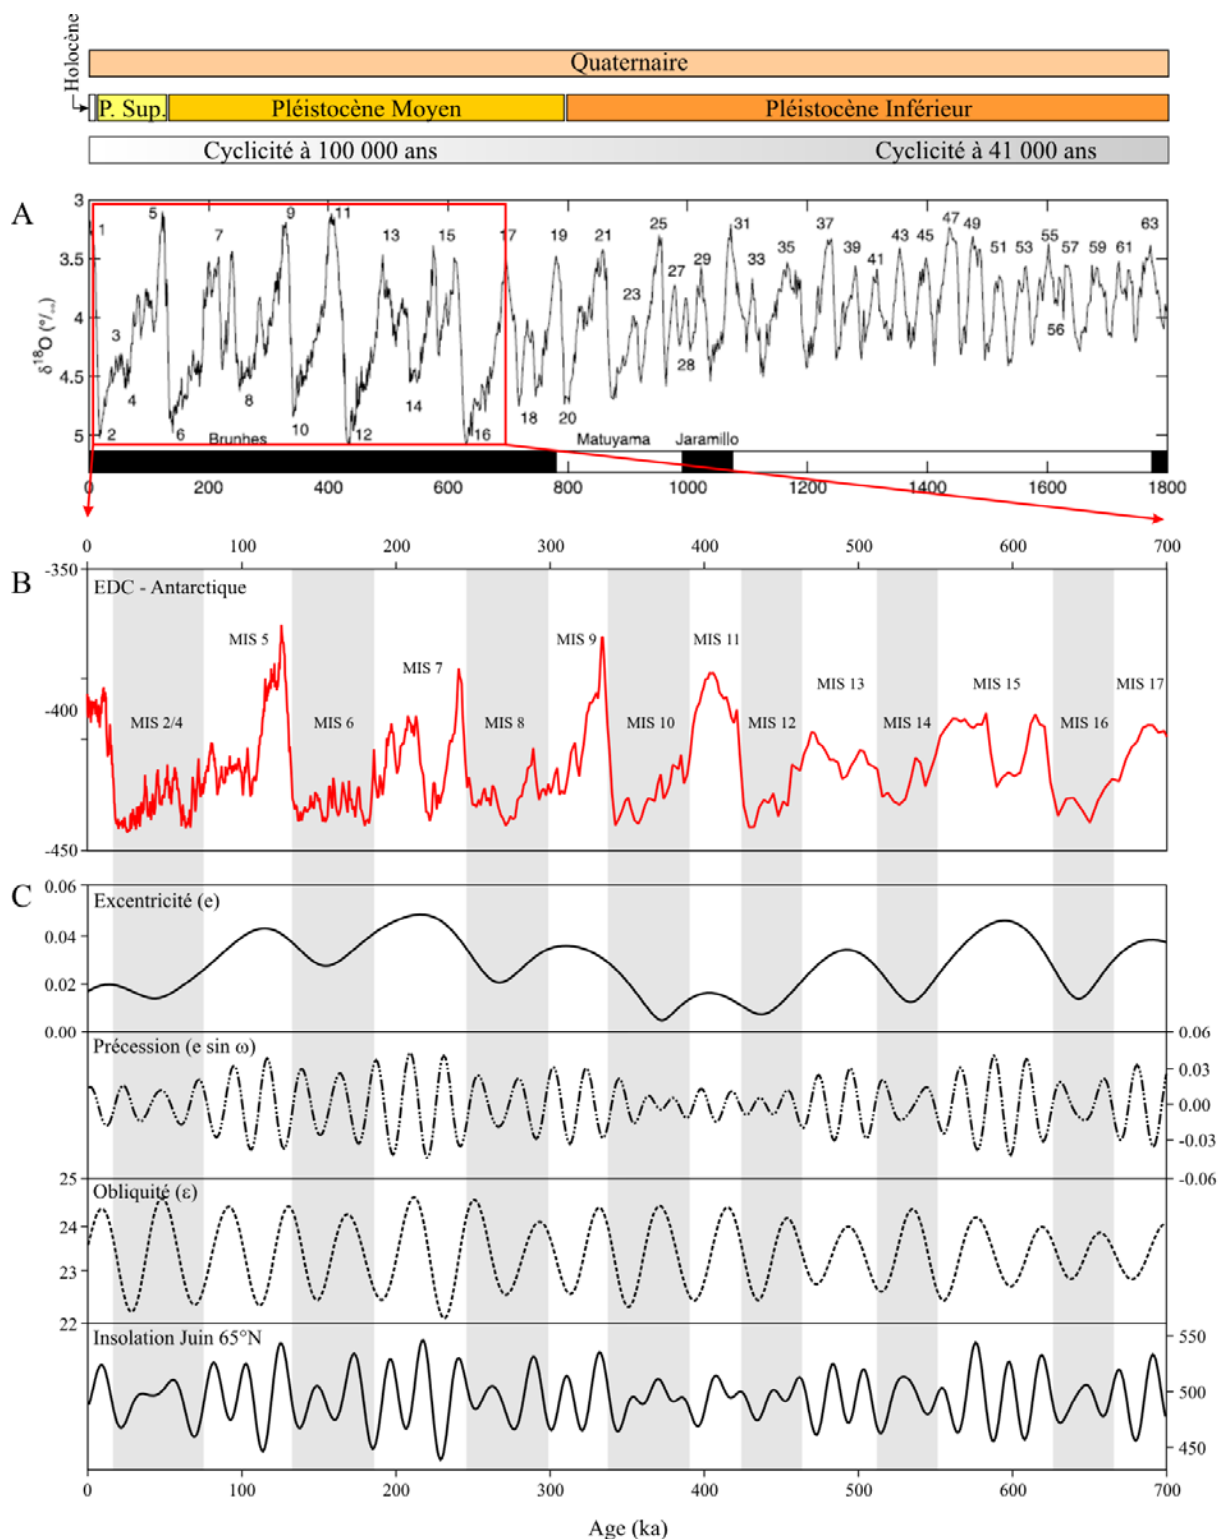 Holocène
Quaternaire
P. Sup. Pléistocène Moyen Pléistocène Inférieur
Cyclicité à 100 000 ans Cyclicité à 41 000 ans
A
δ18O (°/°°)
3
3.5
4
4.5
5
1 5 7 9 11 13 15 17 19 21 25 31 37 47 49 63
3 23 27 29 33 35 39 41 43 45 51 53 55 57 59 61
2 4 6 8 10 12 14 16 18 20 28 56
Brunhes Matuyama Jaramillo
0 200 400 600 800 1000 1200 1400 1600 1800
0 100 200 300 400 500 600 700
B
-350
-400
-450
EDC - Antarctique
MIS 5 MIS 7 MIS 9 MIS 11 MIS 13 MIS 15 MIS 17
MIS 2/4 MIS 6 MIS 8 MIS 10 MIS 12 MIS 14 MIS 16
C
0.06
0.04
0.02
0.00
Excentricité (e)
Précession (e sin ω)
0.06
0.03
0.00
-0.03
-0.06
25
24
23
22
Obliquité (ε)
Insolation Juin 65°N
550
500
450
0 100 200 300 400 500 600 700
Age (ka)